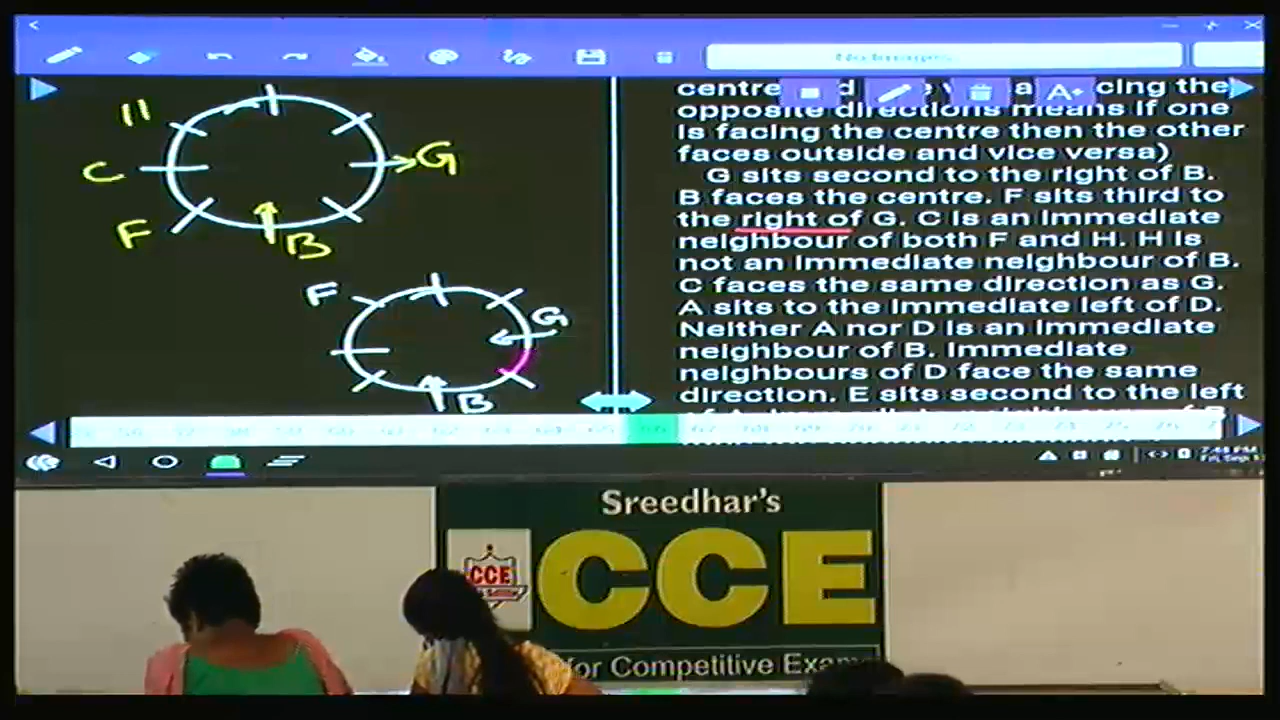 centre
cing the
opposite directions means if one
is facing the centre then the other
faces outside and vice versa)
G sits second to the right of B.
B faces the centre. F sits third to
the right of G. C is an immediate
neighbour of both F and H. H is
not an immediate neighbour of B.
C faces the same direction as G.
A sits to the immediate left of D.
Neither A nor D is an immediate
neighbour of B. Immediate
neighbours of D face the same
direction. E sits second to the left
H
C
G
F
B
F
G
B
A+
Sreedhar's
CCE
CCE
for Competitive Exam